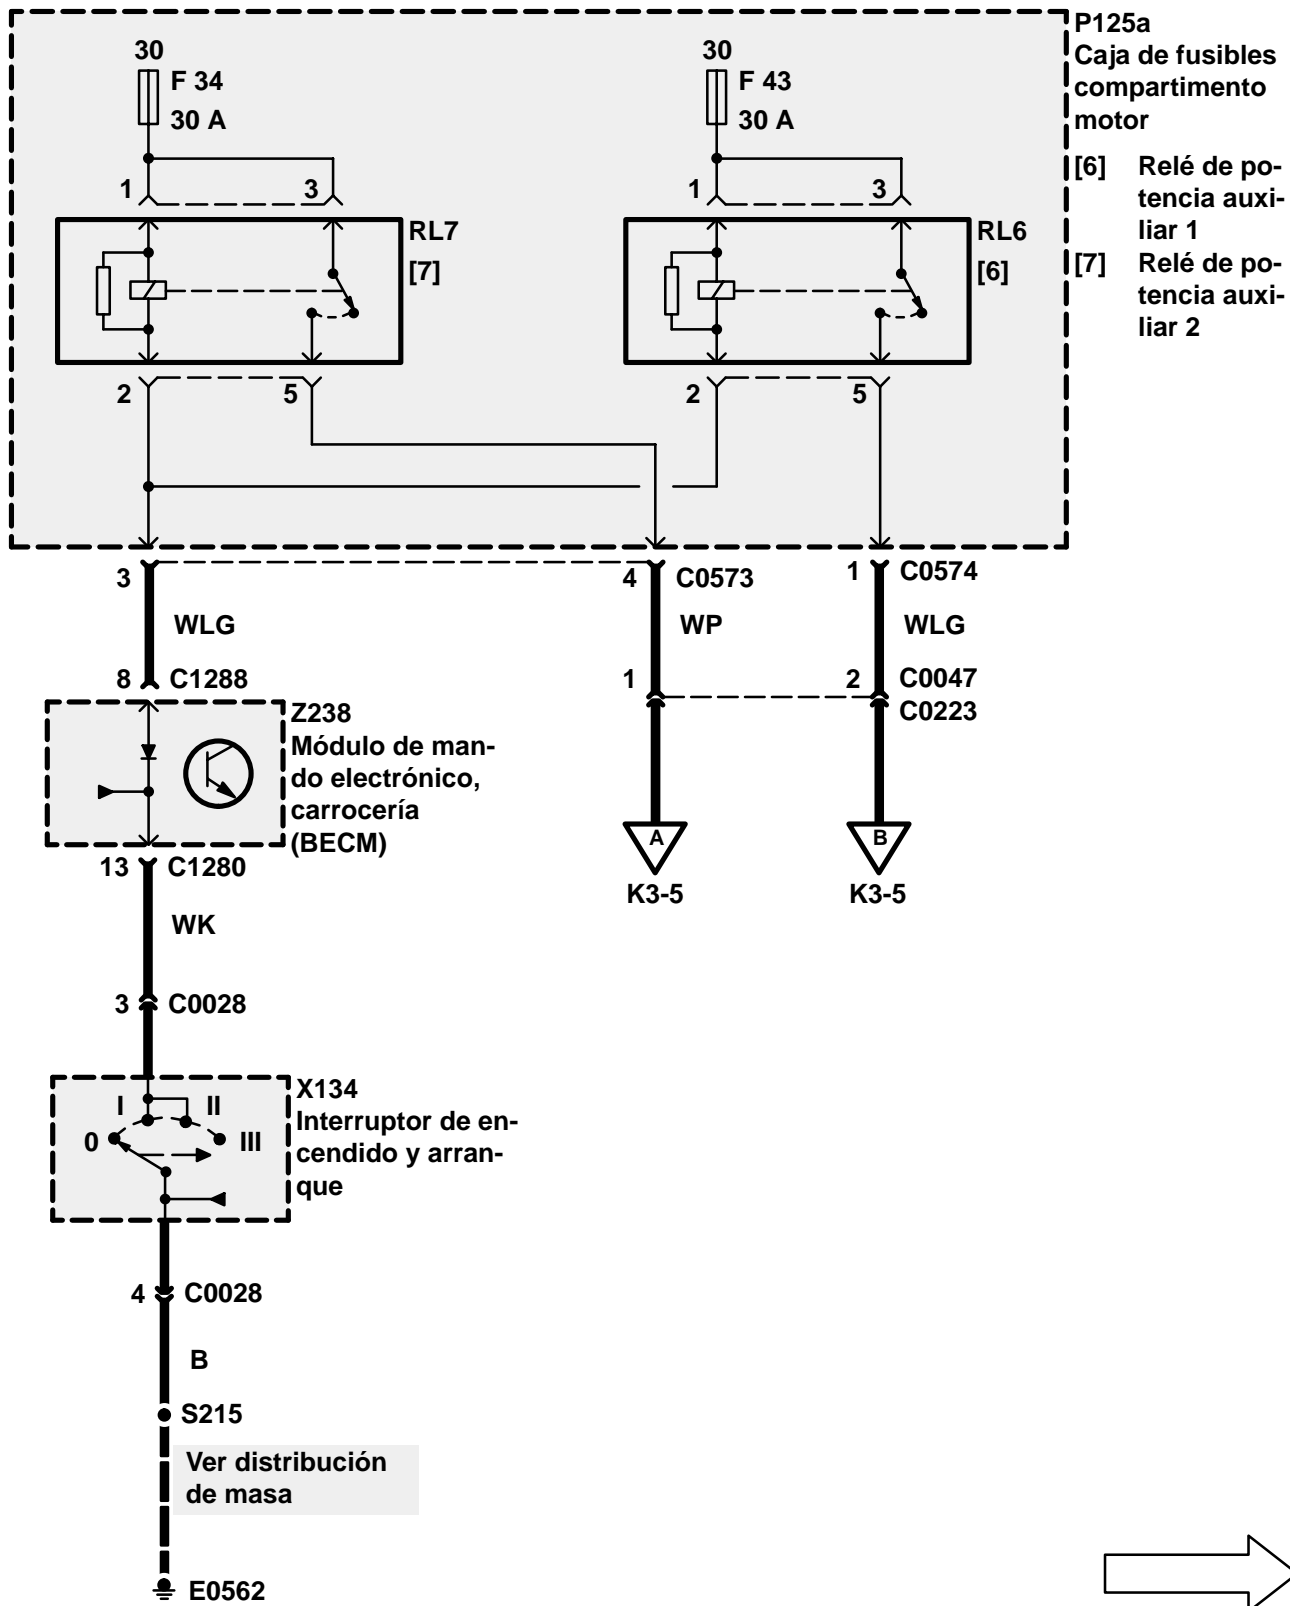 P125a
Caja de fusibles
compartimento
motor
[6] Relé de po-
tencia auxi-
liar 1
[7] Relé de po-
tencia auxi-
liar 2
30
F 34
30 A
30
F 43
30 A
1
3
1
3
RL7
[7]
RL6
[6]
2
5
2
5
3
4
C0573
1
C0574
WLG
WP
WLG
8
C1288
1
2
C0047
C0223
Z238
Módulo de man-
do electrónico,
carrocería
(BECM)
A
B
K3-5
K3-5
13
C1280
WK
3
C0028
X134
Interruptor de en-
cendido y arran-
que
I
II
0
III
4
C0028
B
S215
Ver distribución
de masa
E0562